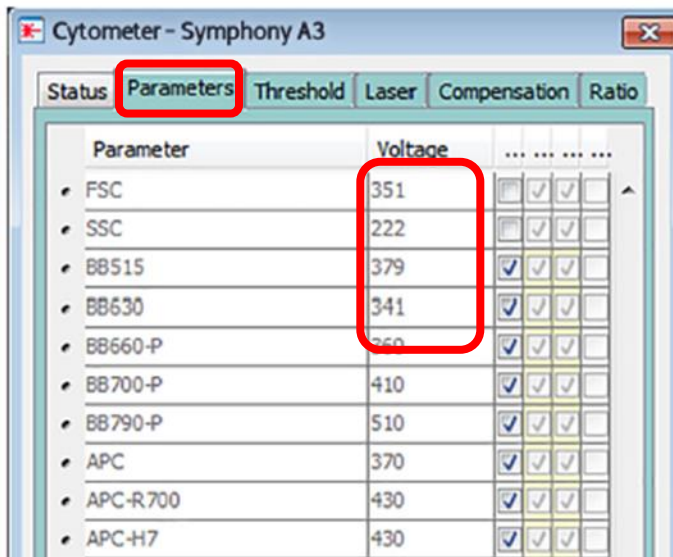 Cytometer - Symphony A3
Status Parameters Threshold Laser Compensation Ratio
Parameter Voltage ... ... ... ...
FSC 351
SSC 222
BB515 379
BB630 341
BB660-P 360
BB700-P 410
BB790-P 510
APC 370
APC-R700 430
APC-H7 430